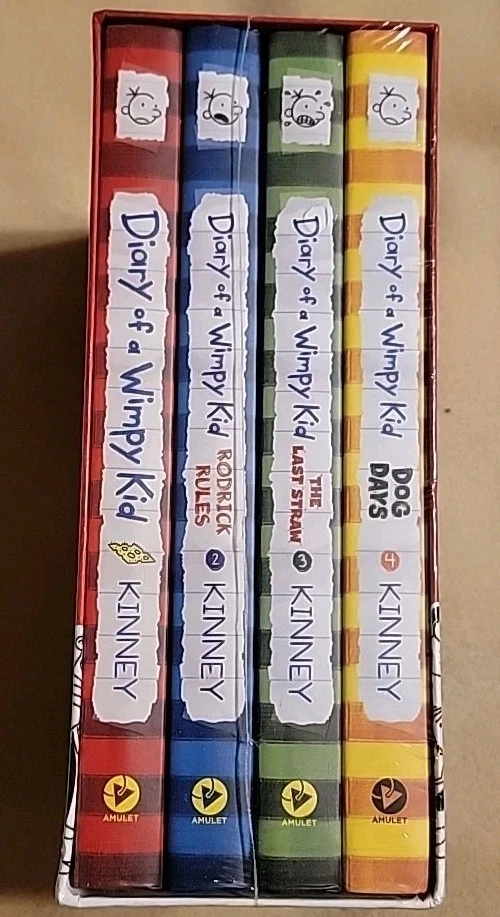 Diary of a Wimpy Kid
KINNEY
AMULET
Diary of a Wimpy Kid
RODRICK
RULES
2
KINNEY
AMULET
Diary of a Wimpy Kid
THE
LAST STRAW
3
KINNEY
AMULET
Diary of a Wimpy Kid
DOG
DAYS
4
KINNEY
AMULET